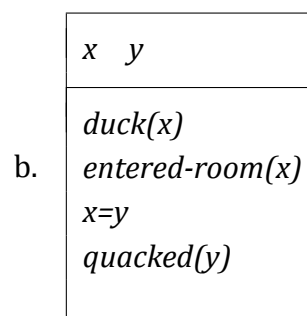 x y
duck(x)
b. entered-room(x)
x=y
quacked(y)